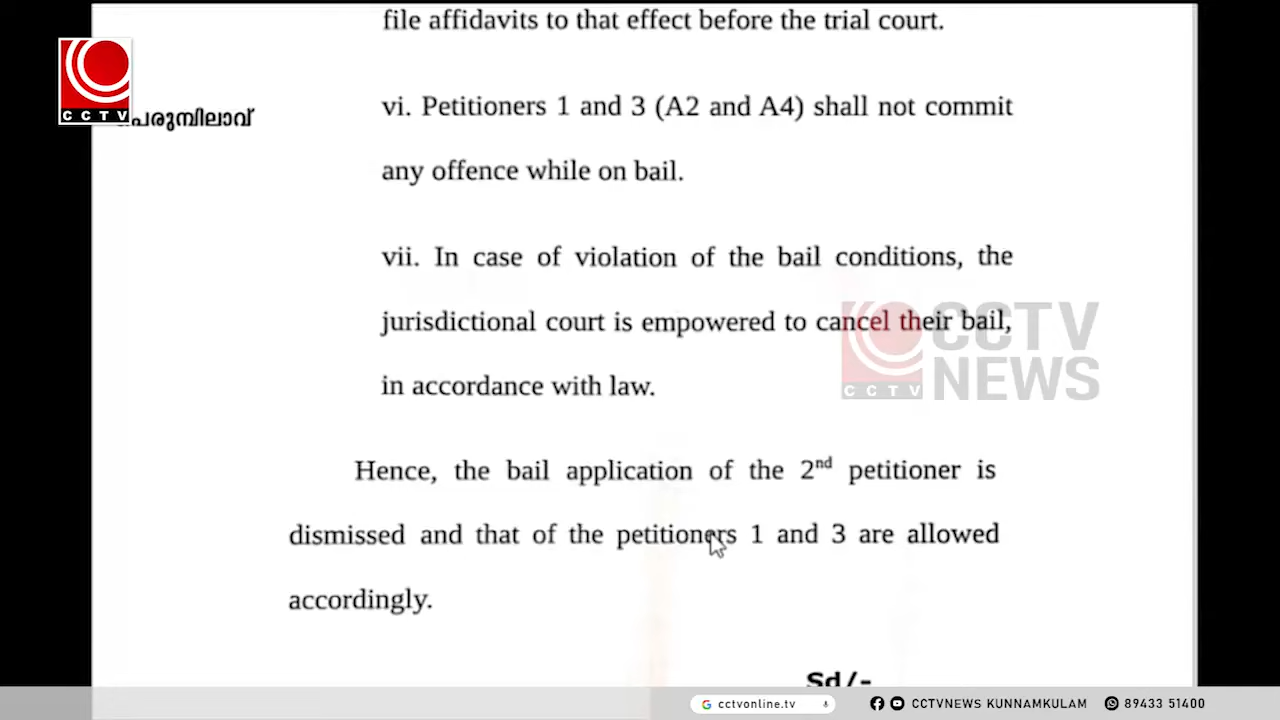 file affidavits to that effect before the trial court.
CCTV
പെരുമ്പിലാവ്
vi. Petitioners 1 and 3 (A2 and A4) shall not commit
any offence while on bail.
vii. In case of violation of the bail conditions, the
jurisdictional court is empowered to cancel their bail,
in accordance with law.
CCTV
NEWS
CCTV
Hence, the bail application of the 2nd petitioner is
dismissed and that of the petitioners 1 and 3 are allowed
accordingly.
Sd/-
cctvonline.tv
CCTVNEWS KUNNAMKULAM
89433 51400